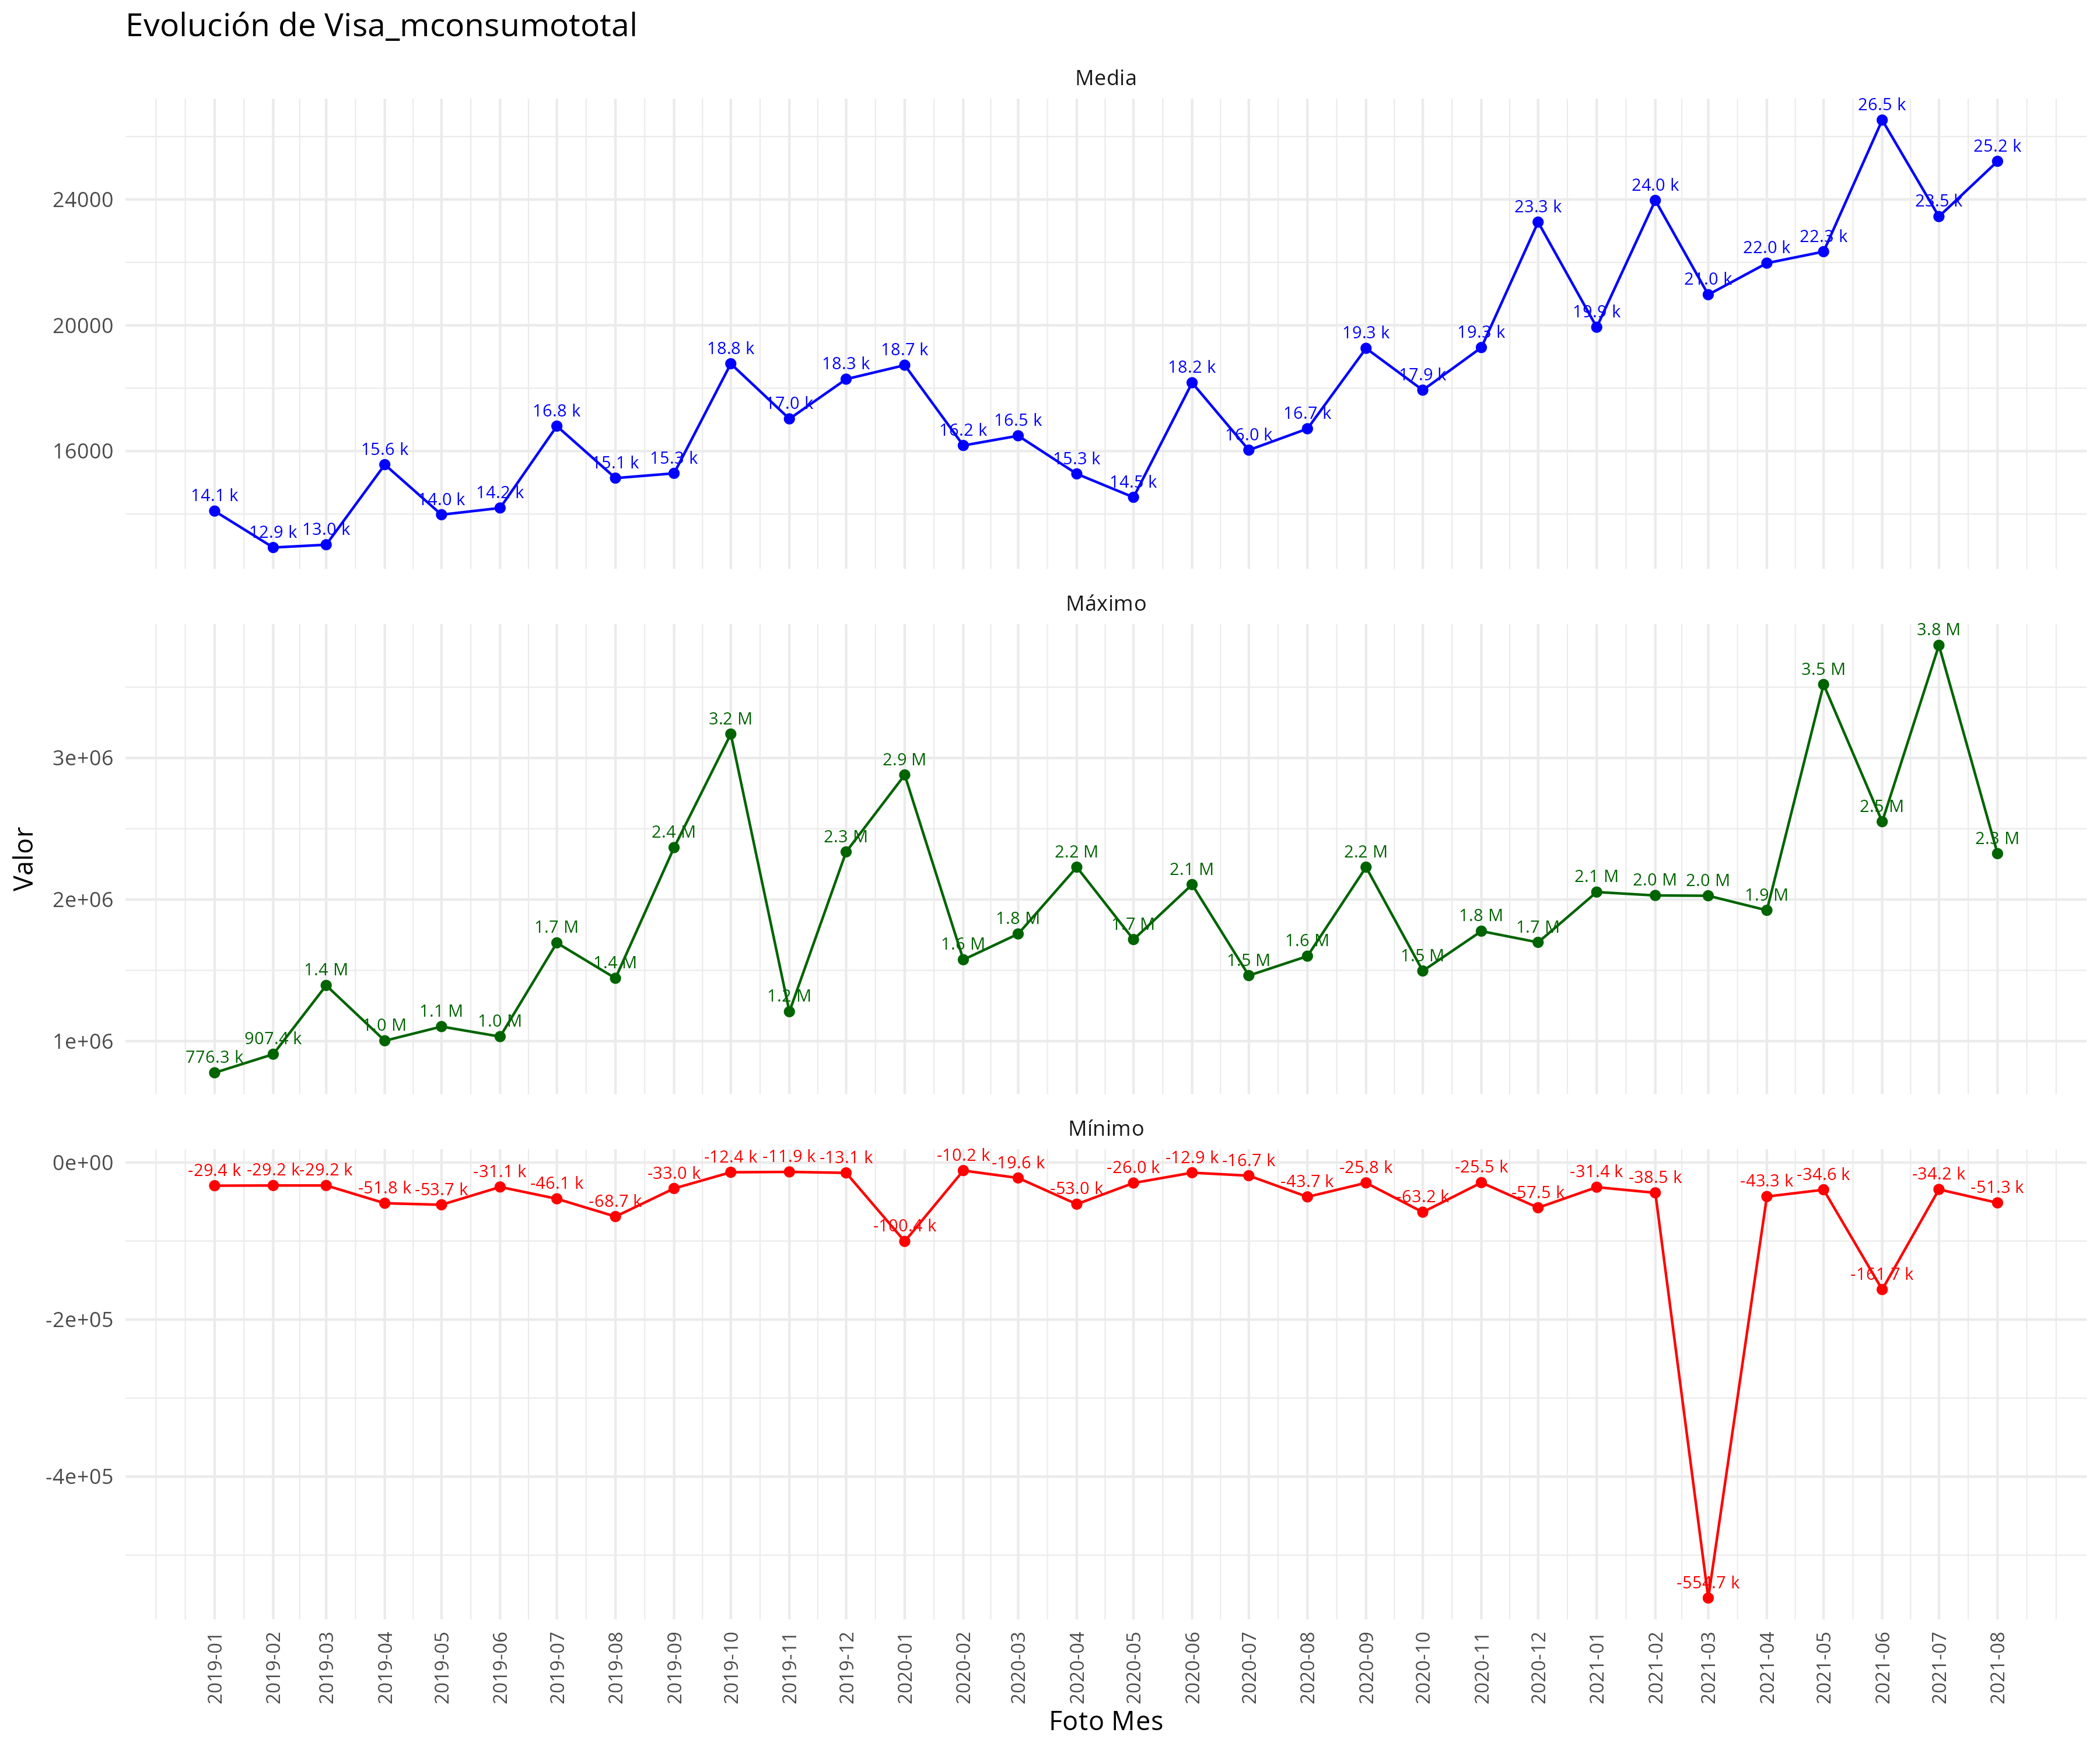 Evolución de Visa_mconsumototal
Media
26.5 k
25.2 k
24000
24.0 k
23.5 k
23.3 k
22.3 k
22.0 k
21.0 k
20000
19.9 k
19.3 k
19.3 k
18.8 k
18.7 k
18.3 k
18.2 k
17.9 k
17.0 k
16.8 k
16.7 k
16.5 k
16.2 k
16.0 k
16000
15.6 k
15.1 k
15.3 k
15.3 k
14.1 k
14.0 k
14.2 k
14.5 k
12.9 k
13.0 k
Máximo
3.8 M
3.5 M
3.2 M
3e+06
2.9 M
2.4 M
2.3 M
2.2 M
2.2 M
2.5 M
2.3 M
2.1 M
2e+06
2.1 M
2.0 M
2.0 M
1.9 M
1.7 M
1.8 M
1.7 M
1.8 M
1.7 M
1.4 M
1.4 M
1.6 M
1.5 M
1.6 M
1.5 M
1.2 M
1e+06
776.3 k
907.4 k
1.0 M
1.1 M
1.0 M
Valor
Mínimo
0e+00
-29.4 k
-29.2 k
-29.2 k
-51.8 k
-53.7 k
-31.1 k
-46.1 k
-68.7 k
-33.0 k
-12.4 k
-11.9 k
-13.1 k
-100.4 k
-10.2 k
-19.6 k
-53.0 k
-26.0 k
-12.9 k
-16.7 k
-43.7 k
-25.8 k
-63.2 k
-25.5 k
-57.5 k
-31.4 k
-38.5 k
-554.7 k
-43.3 k
-34.6 k
-161.7 k
-34.2 k
-51.3 k
-2e+05
-4e+05
2019-01
2019-02
2019-03
2019-04
2019-05
2019-06
2019-07
2019-08
2019-09
2019-10
2019-11
2019-12
2020-01
2020-02
2020-03
2020-04
2020-05
2020-06
2020-07
2020-08
2020-09
2020-10
2020-11
2020-12
2021-01
2021-02
2021-03
2021-04
2021-05
2021-06
2021-07
2021-08
Foto Mes